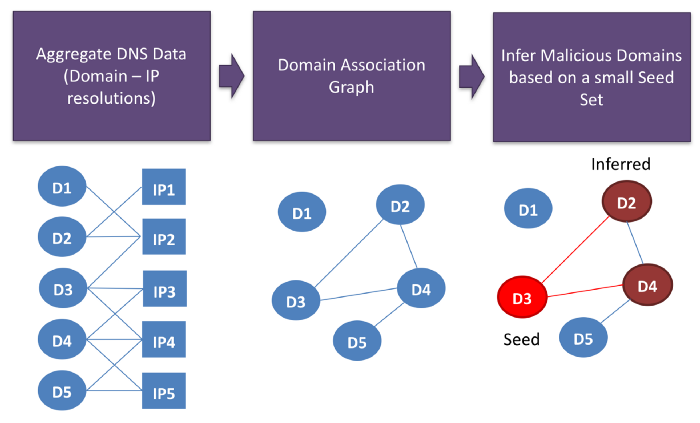 Aggregate DNS Data
(Domain – IP
resolutions)
Domain Association
Graph
Infer Malicious Domains
based on a small Seed
Set
D1
IP1
D2
IP2
D3
IP3
D4
IP4
D5
IP5
D1
D2
D3
D4
D5
Inferred
D1
D2
D3
D4
Seed
D5